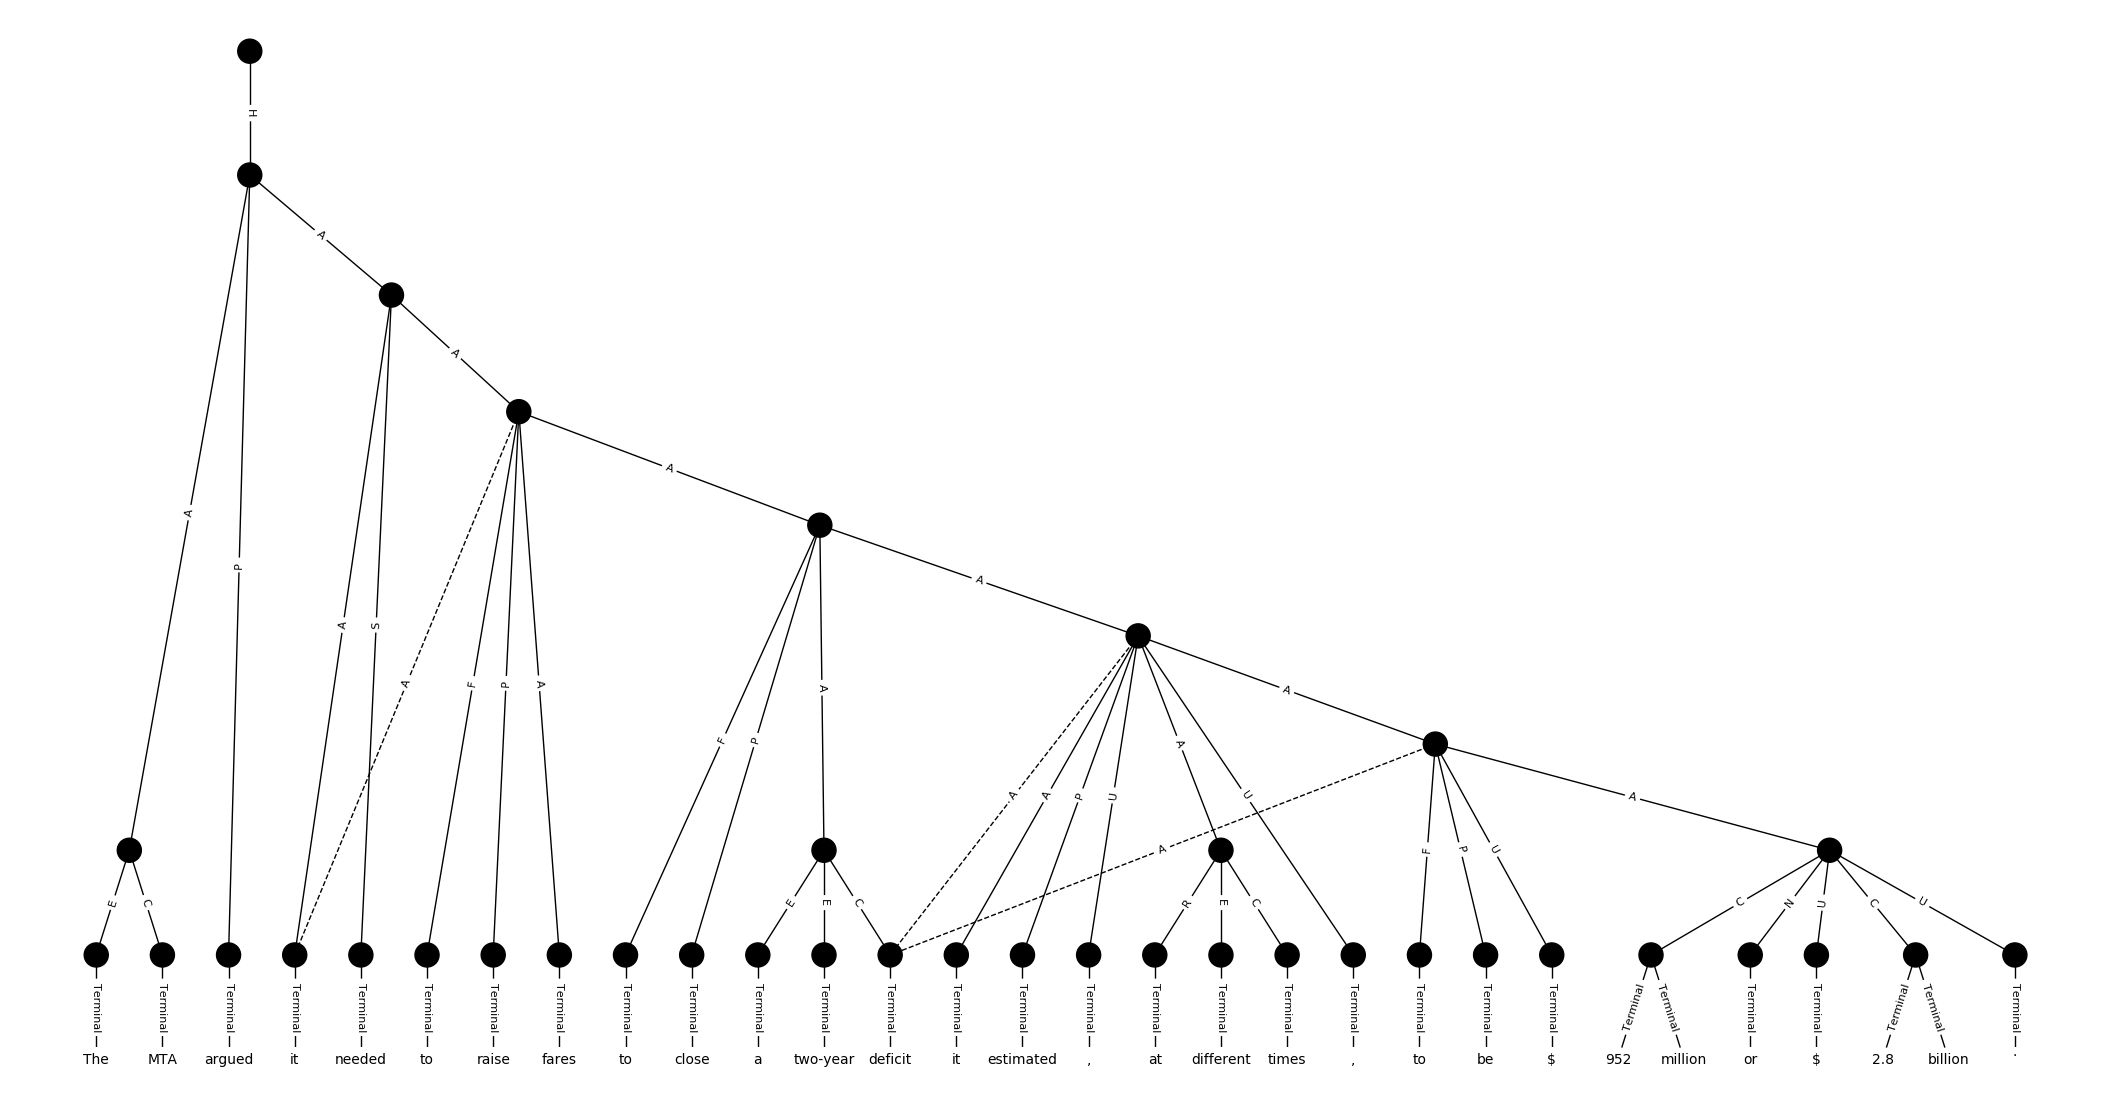 H
A
A
A
A
P
A
A
S
A
F
P
A
A
F
P
A
A
A
A
P
U
A
U
A
F
P
U
A
E
C
E
E
C
R
E
C
C
N
U
C
U
Terminal Terminal Terminal Terminal Terminal Terminal Terminal Terminal Terminal Terminal Terminal Terminal Terminal Terminal Terminal Terminal Terminal Terminal Terminal Terminal Terminal Terminal Terminal Terminal Terminal Terminal Terminal Terminal Terminal Terminal
The MTA argued it needed to raise fares to close a two-year deficit it estimated , at different times , to be $ 952 million or $ 2.8 billion .